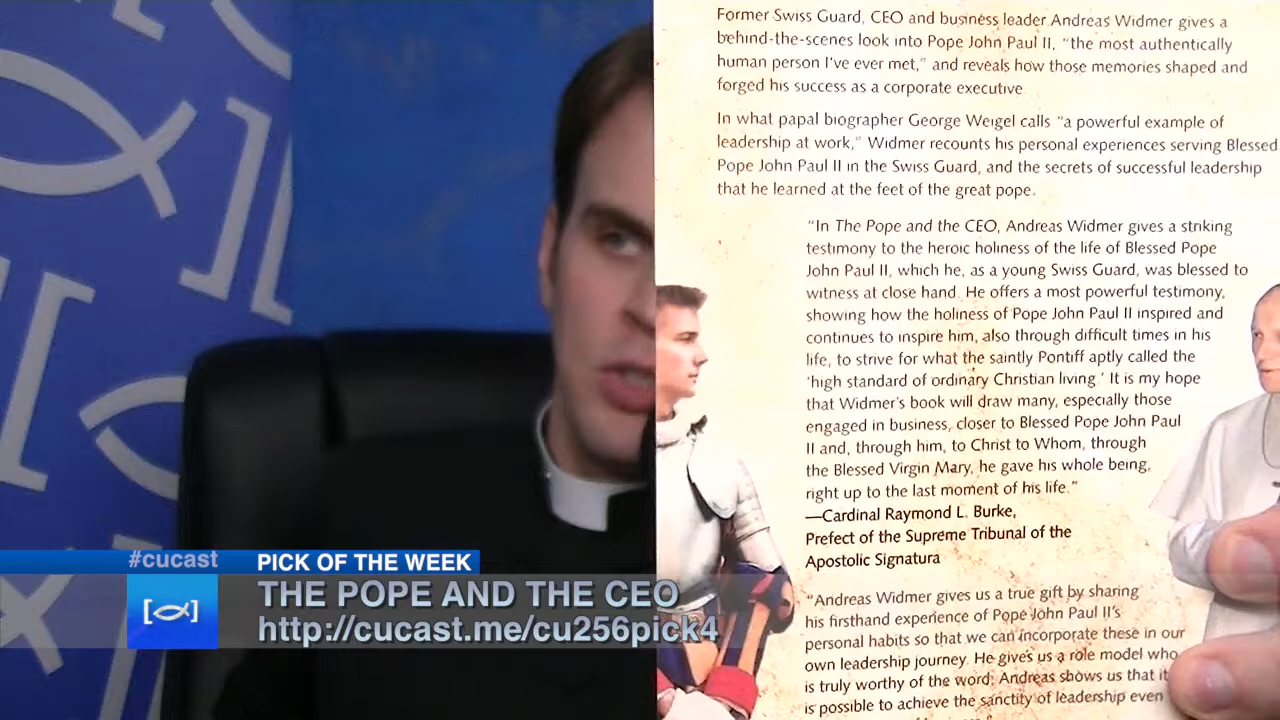 Former Swiss Guard, CEO and business leader Andreas Widmer gives a
behind-the-scenes look into Pope John Paul II, "the most authentically
human person I've ever met," and reveals how those memories shaped and
forged his success as a corporate executive
In what papal biographer George Weigel calls "a powerful example of
leadership at work," Widmer recounts his personal experiences serving Blessed
Pope John Paul II in the Swiss Guard, and the secrets of successful leadership
that he learned at the feet of the great pope.
"In The Pope and the CEO, Andreas Widmer gives a striking
testimony to the heroic holiness of the life of Blessed Pope
John Paul II, which he, as a young Swiss Guard, was blessed to
witness at close hand. He offers a most powerful testimony,
showing how the holiness of Pope John Paul II inspired and
continues to inspire him, also through difficult times in his
life, to strive for what the saintly Pontiff aptly called the
'high standard of ordinary Christian living ' It is my hope
that Widmer's book will draw many, especially those
engaged in business, closer to Blessed Pope John Paul
II and, through him, to Christ to Whom, through
the Blessed Virgin Mary, he gave his whole being,
right up to the last moment of his life."
—Cardinal Raymond L. Burke,
Prefect of the Supreme Tribunal of the
Apostolic Signatura
"Andreas Widmer gives us a true gift by sharing
his firsthand experience of Pope John Paul II's
personal habits so that we can incorporate these in our
own leadership journey. He gives us a role model who
is truly worthy of the word; Andreas shows us that it
is possible to achieve the sanctity of leadership even
#cucast PICK OF THE WEEK
THE POPE AND THE CEO
http://cucast.me/cu256pick4